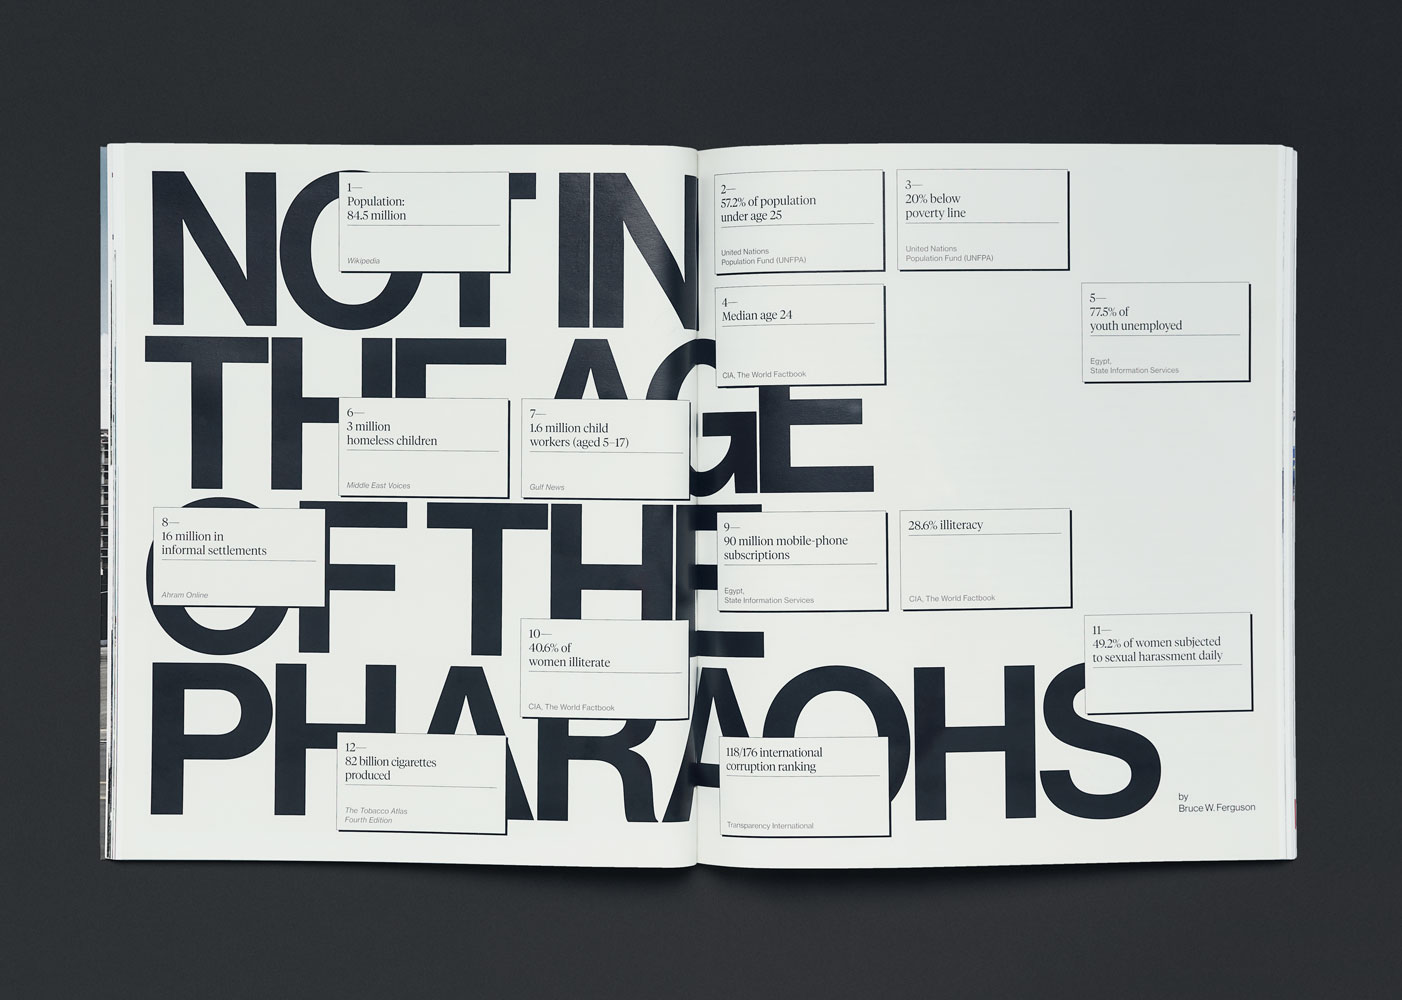 NOT IN
THE AGE
OF THE
PHARAOHS
1—
Population:
84.5 million
Wikipedia
2—
57.2% of population
under age 25
United Nations
Population Fund (UNFPA)
3—
20% below
poverty line
United Nations
Population Fund (UNFPA)
4—
Median age 24
CIA, The World Factbook
5—
77.5% of
youth unemployed
Egypt,
State Information Services
6—
3 million
homeless children
Middle East Voices
7—
1.6 million child
workers (aged 5–17)
Gulf News
8—
16 million in
informal settlements
Ahram Online
9—
90 million mobile-phone
subscriptions
Egypt,
State Information Services
28.6% illiteracy
CIA, The World Factbook
10—
40.6% of
women illiterate
CIA, The World Factbook
11—
49.2% of women subjected
to sexual harassment daily
12—
82 billion cigarettes
produced
The Tobacco Atlas
Fourth Edition
118/176 international
corruption ranking
Transparency International
by
Bruce W. Ferguson